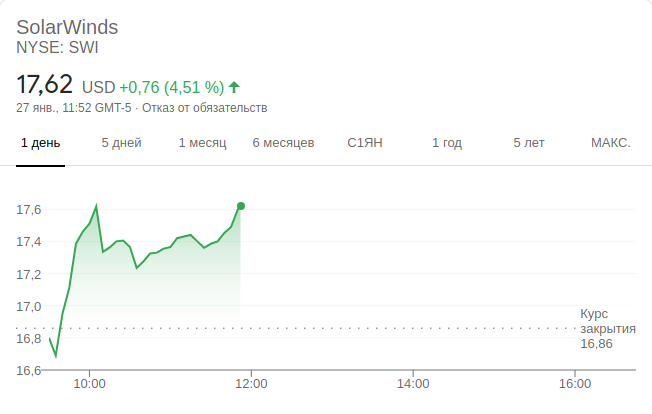 SolarWinds
NYSE: SWI
17,62 USD +0,76 (4,51 %)
27 янв., 11:52 GMT-5 · Отказ от обязательств
1 день 5 дней 1 месяц 6 месяцев С1ЯН 1 год 5 лет МАКС.
17,6
17,4
17,2
17,0
Курс
закрытия
16,86
16,8
16,6
10:00 12:00 14:00 16:00